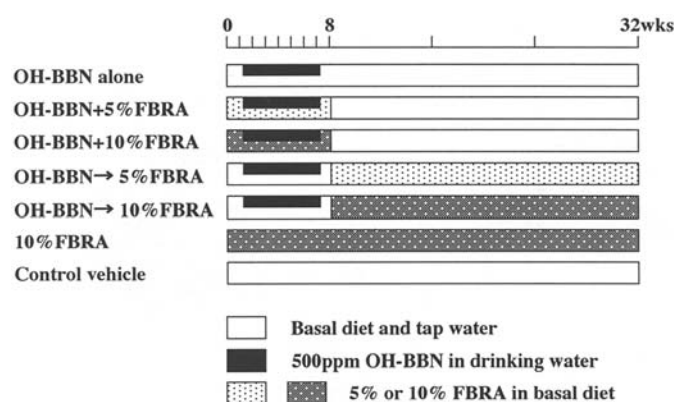 0 8 32wks
OH-BBN alone
OH-BBN+5%FBRA
OH-BBN+10%FBRA
OH-BBN→ 5%FBRA
OH-BBN→ 10%FBRA
10%FBRA
Control vehicle
Basal diet and tap water
500ppm OH-BBN in drinking water
5% or 10% FBRA in basal diet